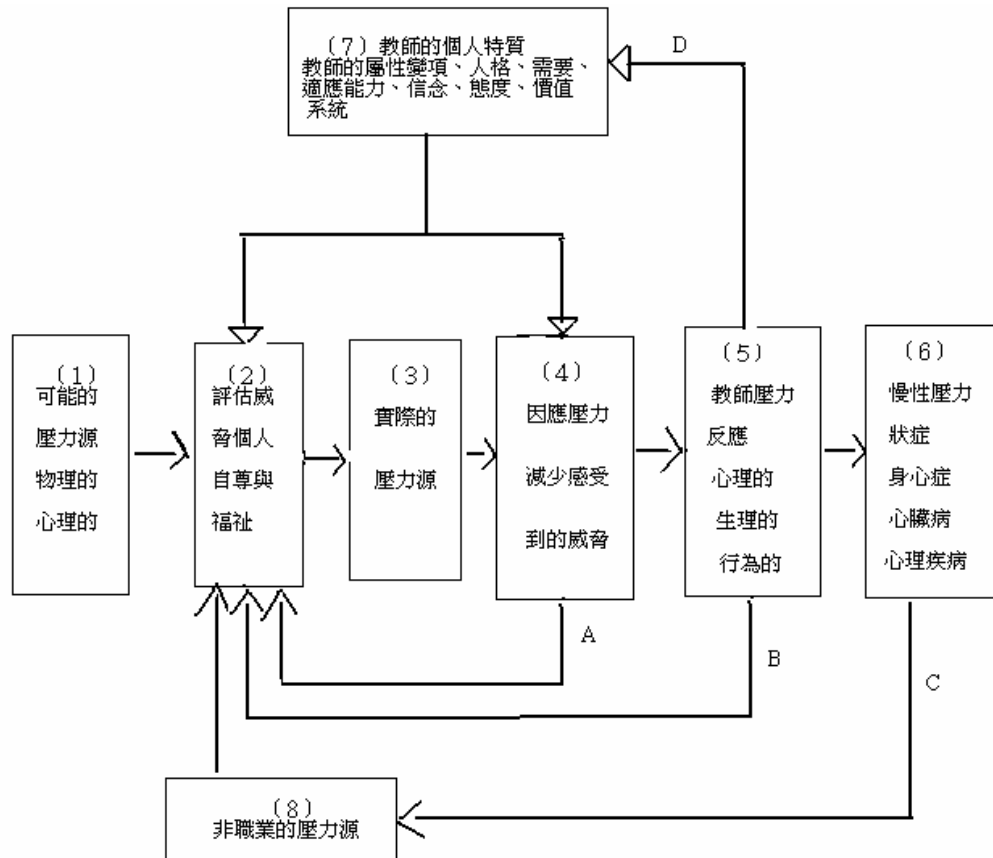 (7)教師的個人特質
教師的屬性變項、人格、需要、
適應能力、信念、態度、價值
系統
D
(1)
可能的
壓力源
物理的
心理的
(2)
評估威
脅個人
自尊與
福祉
(3)
實際的
壓力源
(4)
因應壓力
減少感受
到的威脅
(5)
教師壓力
反應
心理的
生理的
行為的
(6)
慢性壓力
狀症
身心症
心臟病
心理疾病
A
B
C
(8)
非職業的壓力源